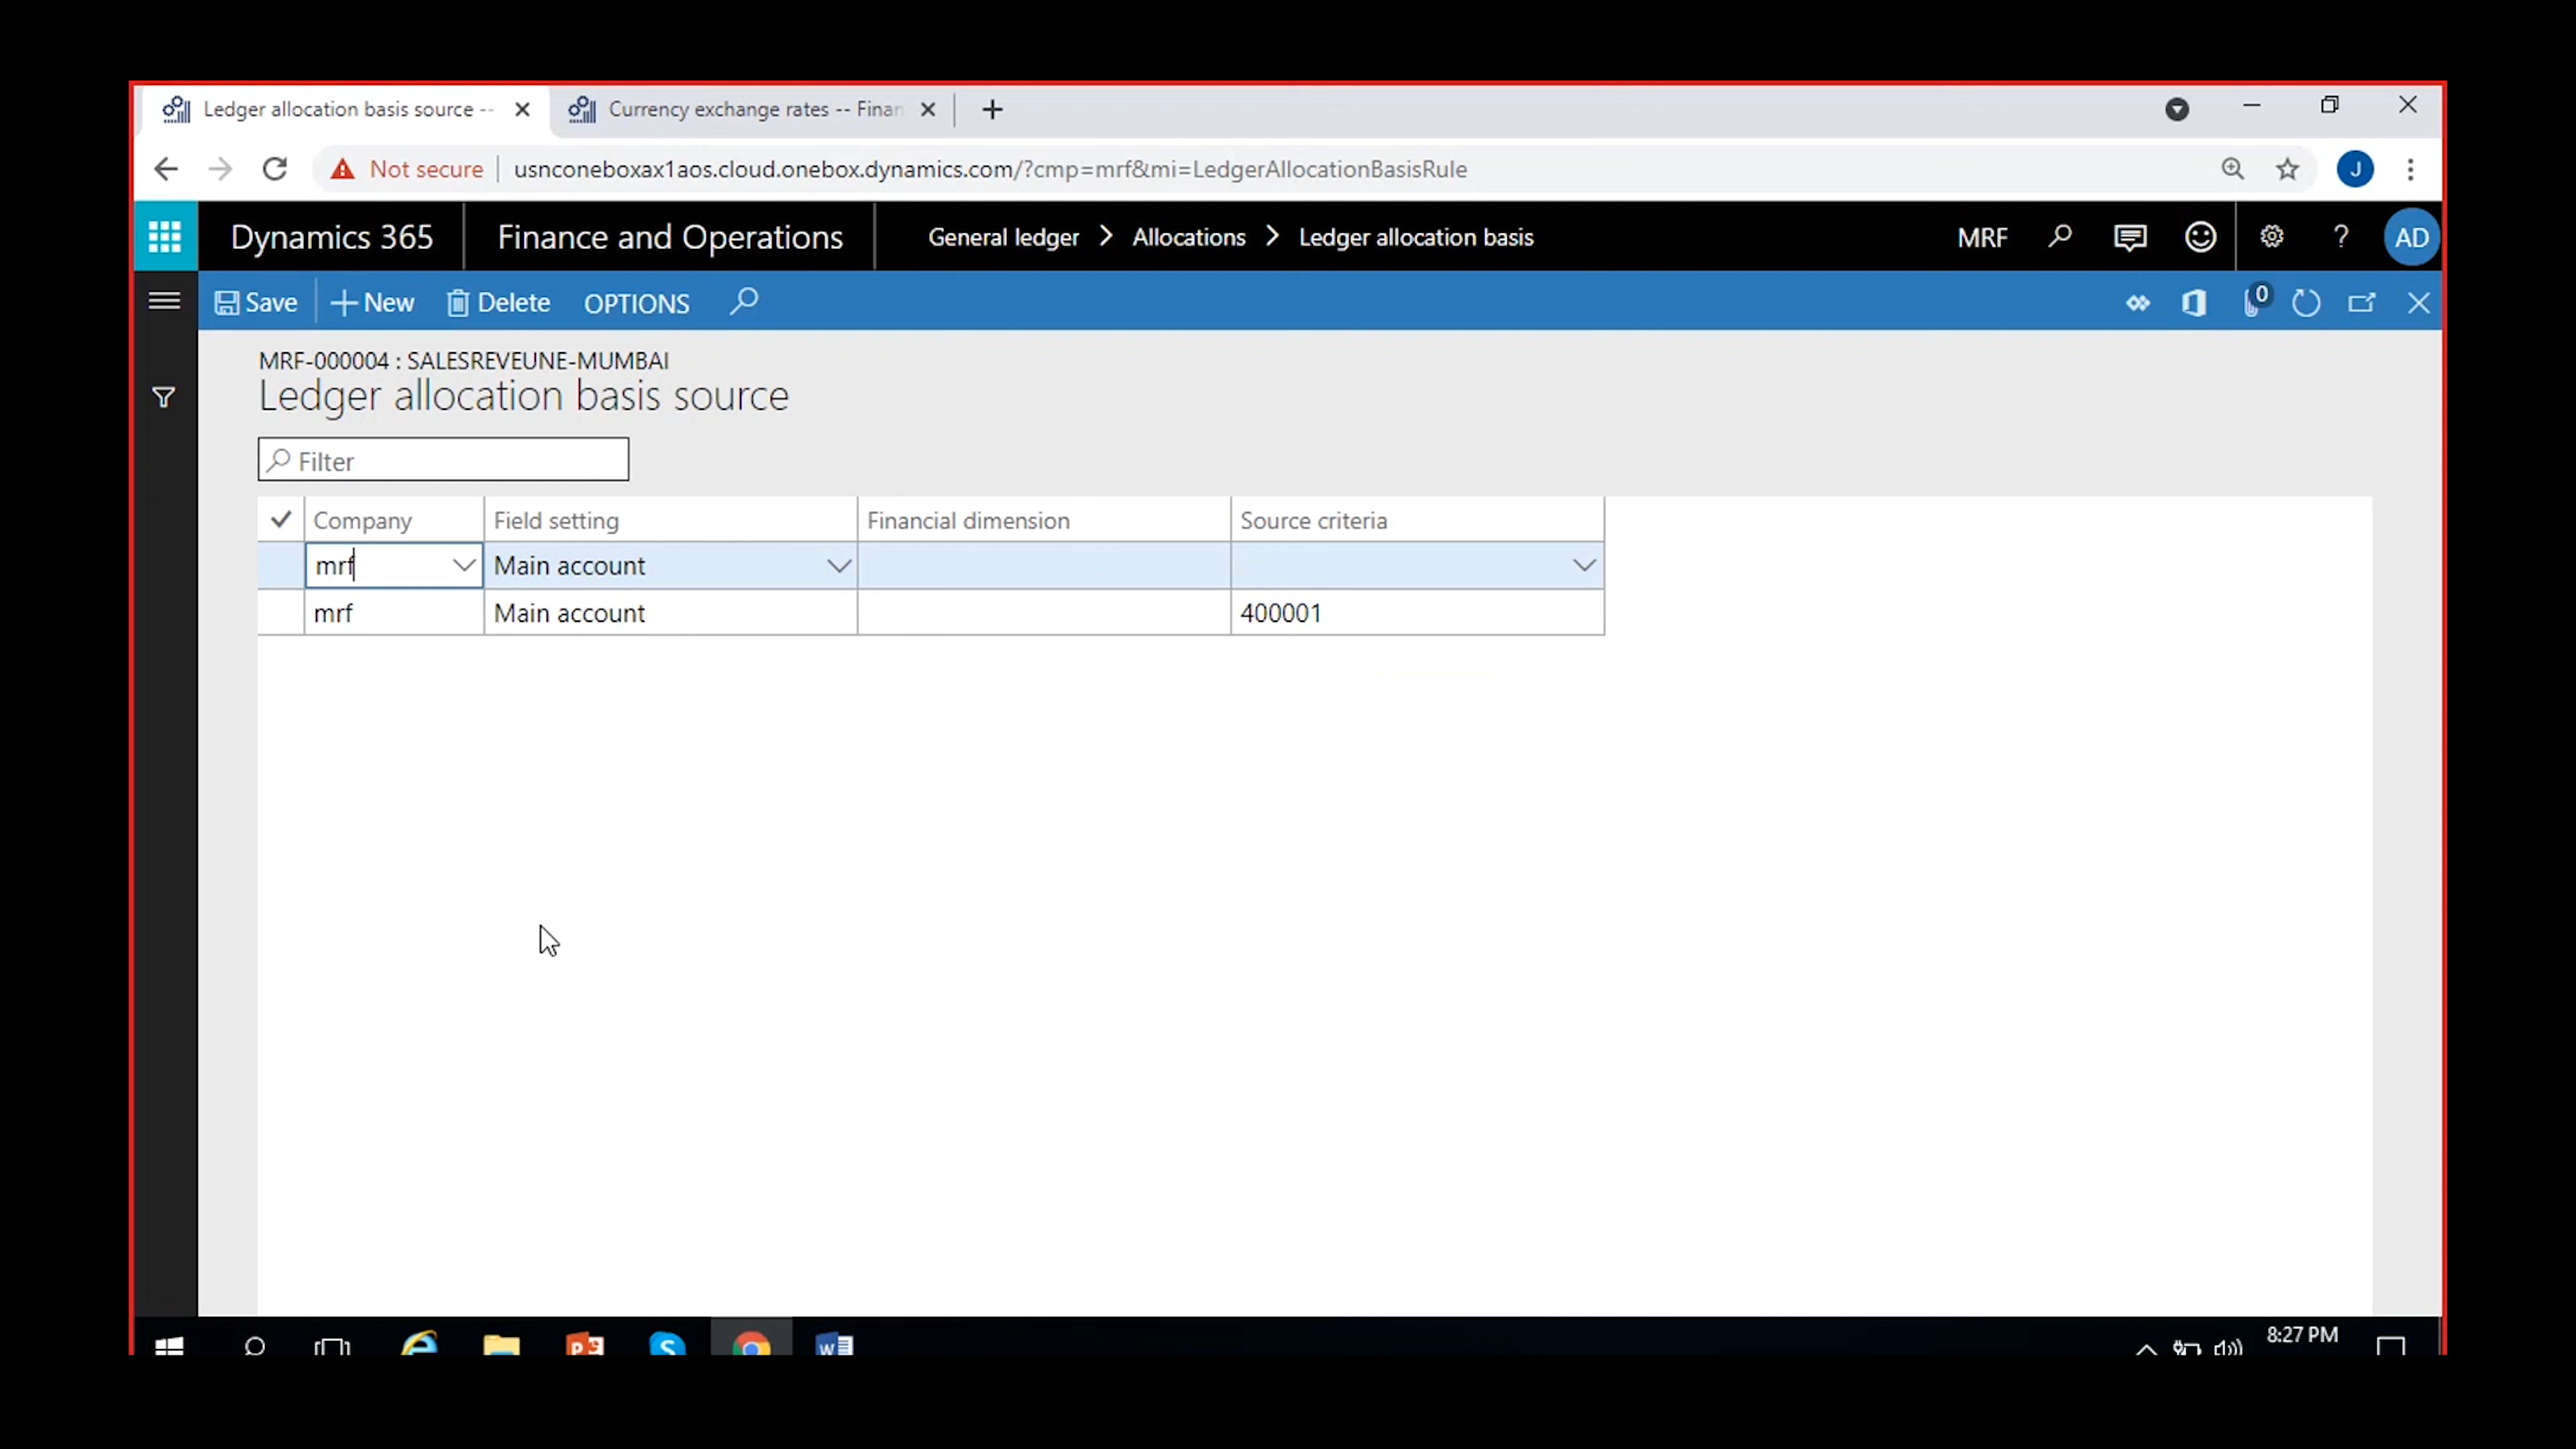 Ledger allocation basis source --
Currency exchange rates -- Finan
Not secure usnconeboxax1aos.cloud.onebox.dynamics.com/?cmp=mrf&mi=LedgerAllocationBasisRule J
Dynamics 365 Finance and Operations General ledger > Allocations > Ledger allocation basis MRF ? AD
Save + New Delete OPTIONS 0
MRF-000004 : SALESREVEUNE-MUMBAI
Ledger allocation basis source
Filter
Company Field setting Financial dimension Source criteria
mrf Main account
mrf Main account 400001
8:27 PM